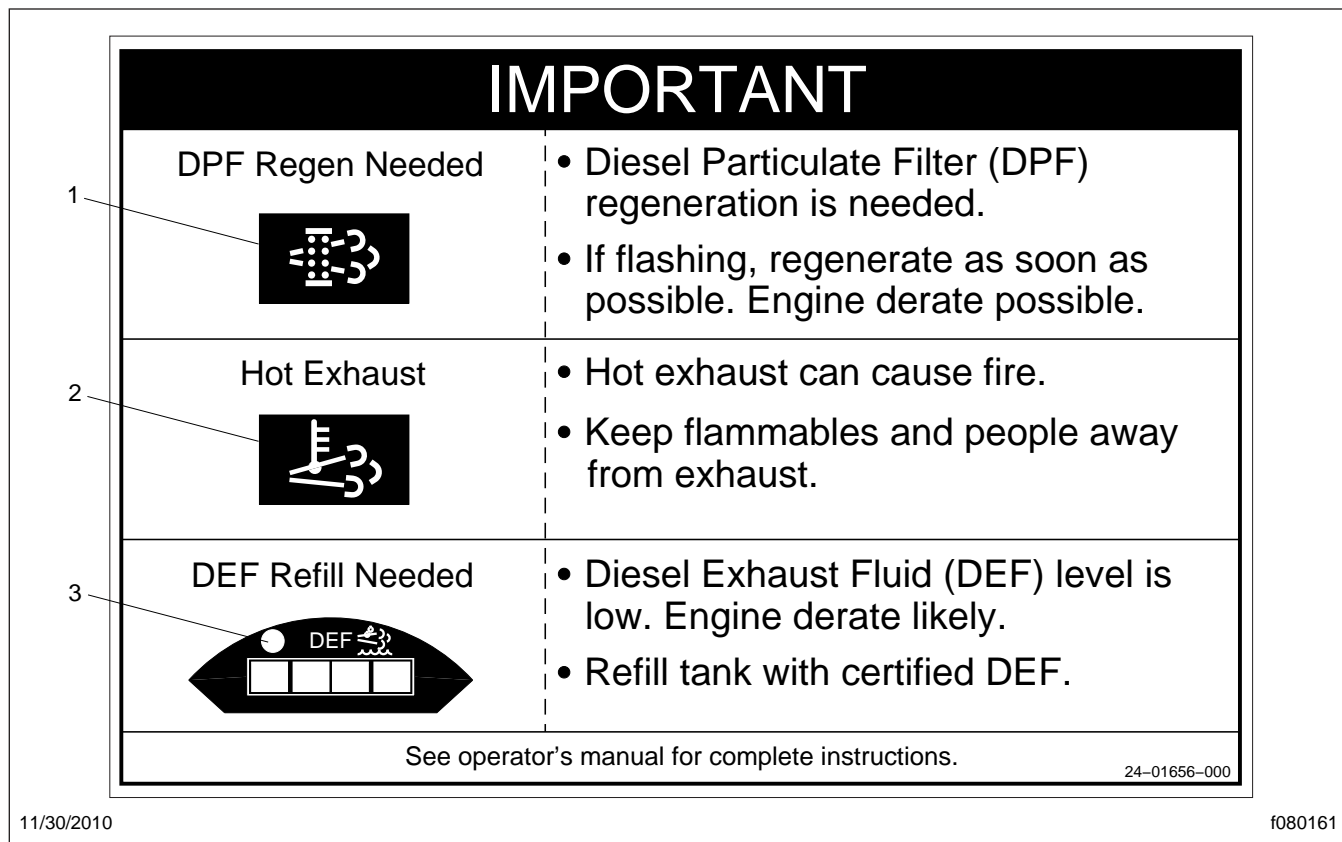 IMPORTANT
DPF Regen Needed
• Diesel Particulate Filter (DPF)
regeneration is needed.
• If flashing, regenerate as soon as
possible. Engine derate possible.
1
Hot Exhaust
• Hot exhaust can cause fire.
• Keep flammables and people away
from exhaust.
2
DEF Refill Needed
DEF
• Diesel Exhaust Fluid (DEF) level is
low. Engine derate likely.
• Refill tank with certified DEF.
3
See operator’s manual for complete instructions.
24–01656–000
11/30/2010
f080161